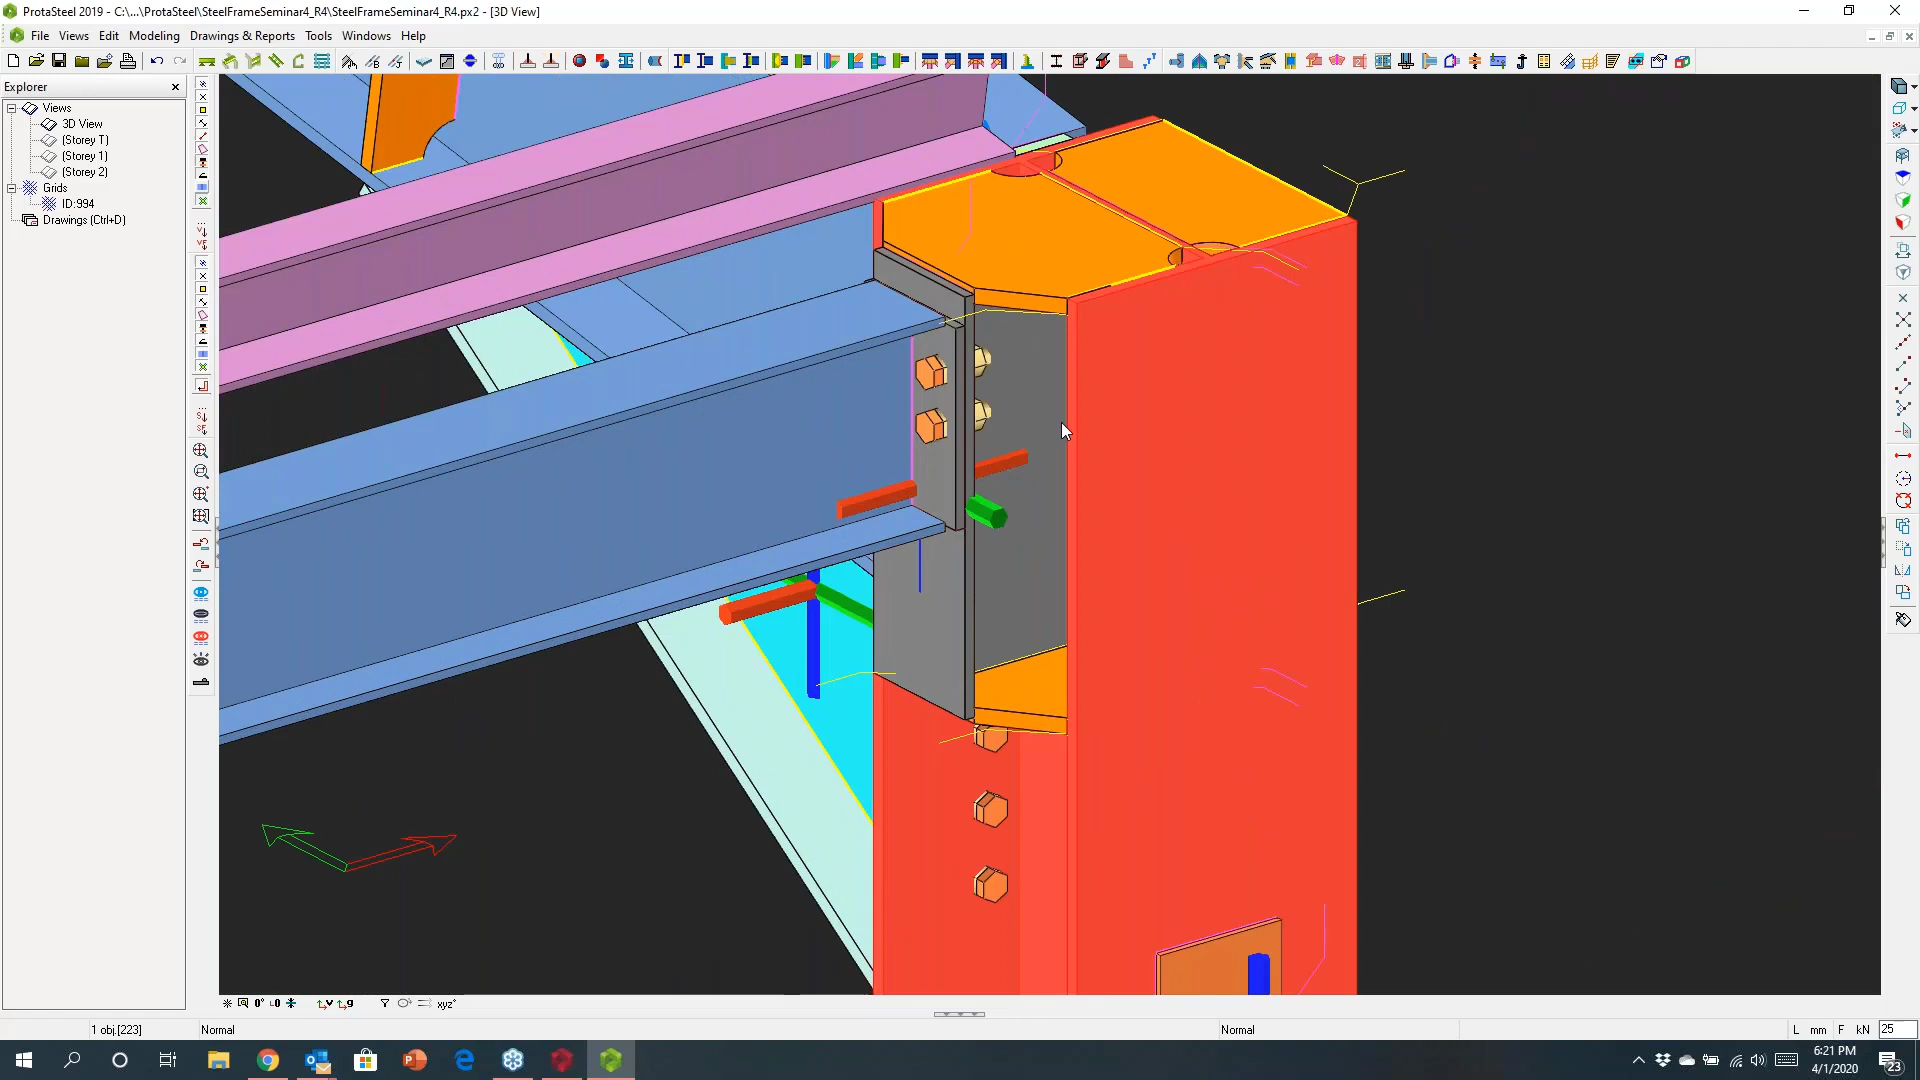 ProtaSteel 2019 - C:\...\ProtaSteel\SteelFrameSeminar4_R4\SteelFrameSeminar4_R4.px2 - [3D View]
File Views Edit Modeling Drawings & Reports Tools Windows Help
Explorer
Views
3D View
(Storey T)
(Storey 1)
(Storey 2)
Grids
ID:994
Drawings (Ctrl+D)
xyz
1 obj.[223] Normal Normal L mm F kN 25
6:21 PM
4/1/2020
23